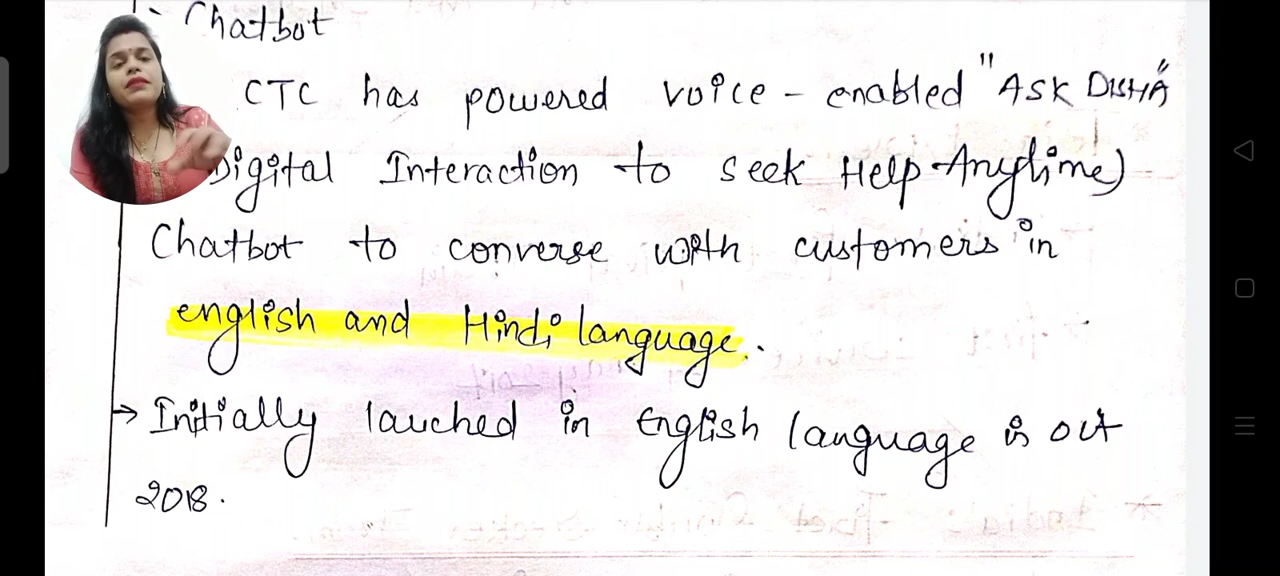 Chatbot
CTC has powered voice - enabled "ASK DISHA"
Digital Interaction to seek Help Anytime)
Chatbot to converse with customers in
english and Hindi language.
→ Initially lauched in English language in Oct
2018.